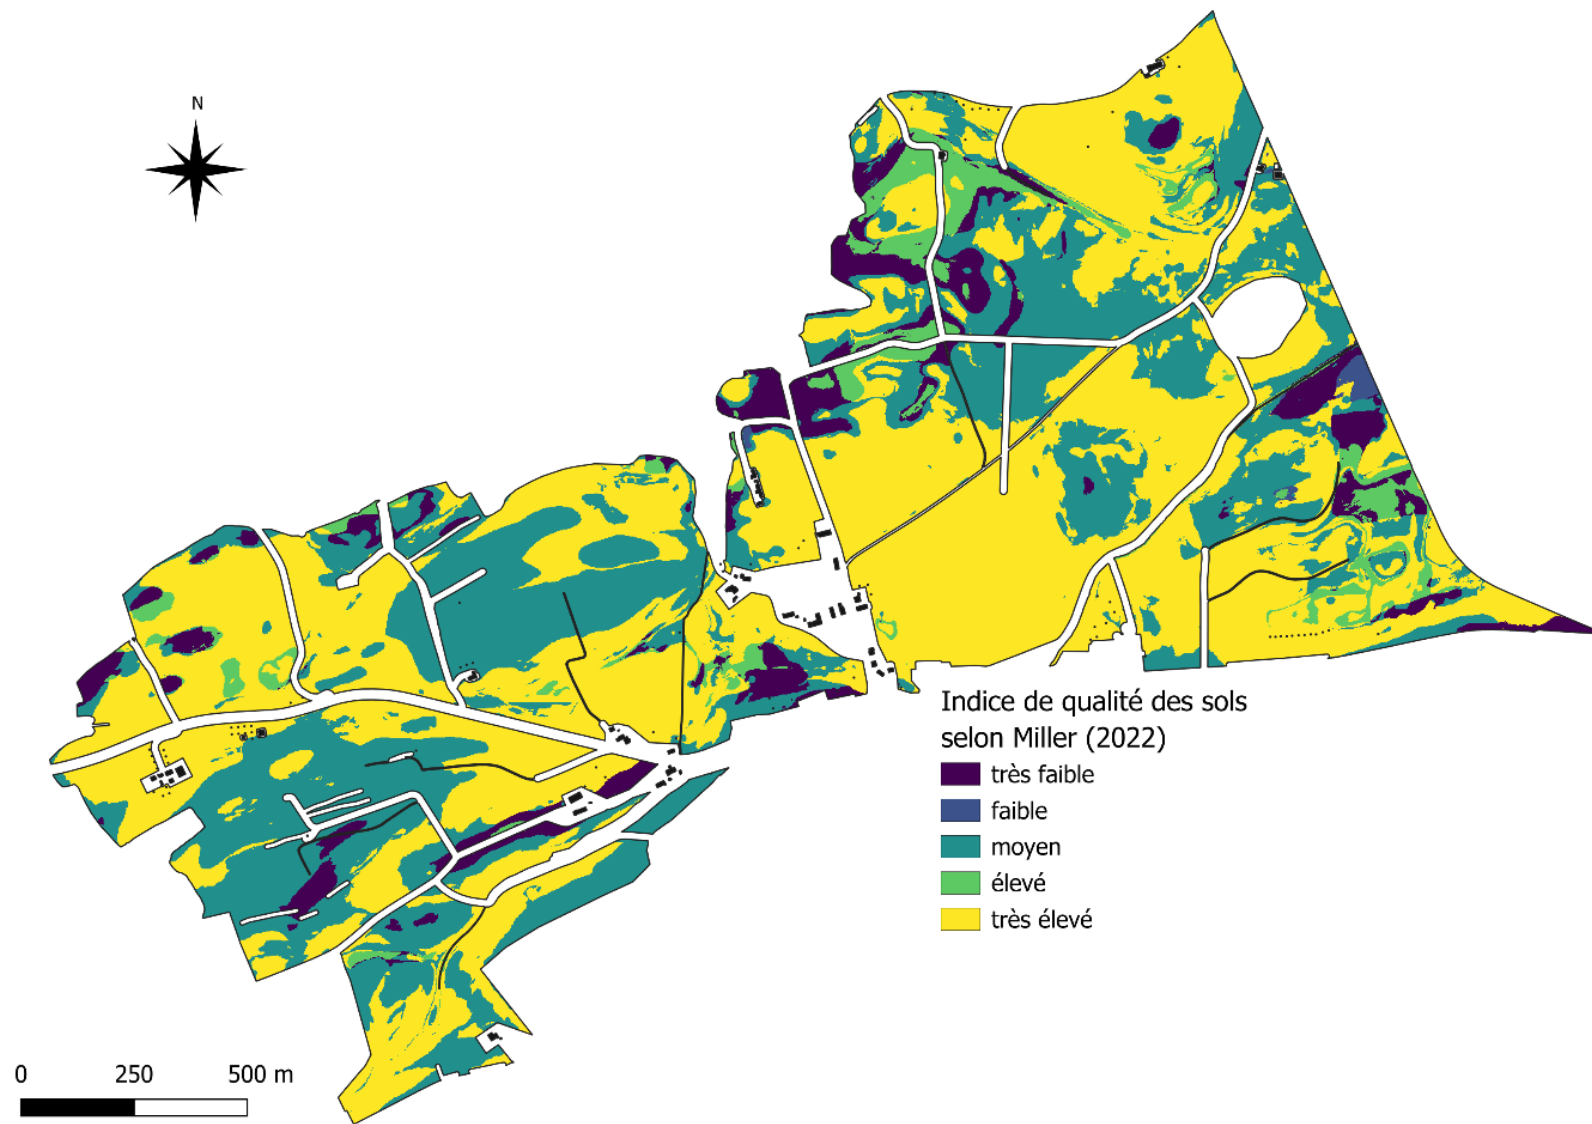 N
Indice de qualité des sols
selon Miller (2022)
très faible
faible
moyen
élevé
très élevé
0 250 500 m